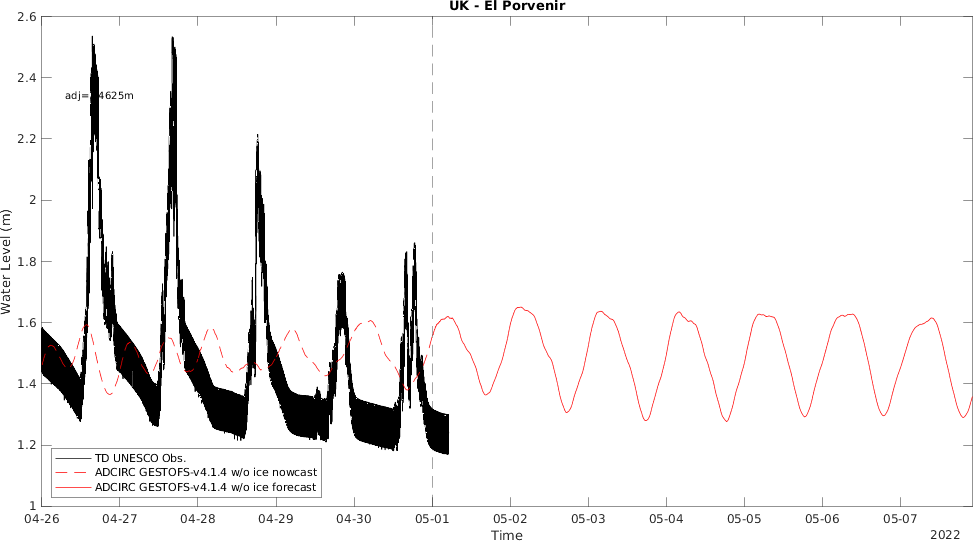 UK - El Porvenir
2.6
2.4
2.2
2
1.8
1.6
1.4
1.2
1
Water Level (m)
TD UNESCO Obs.
ADCIRC GESTOFS-v4.1.4 w/o ice nowcast
ADCIRC GESTOFS-v4.1.4 w/o ice forecast
04-26 04-27 04-28 04-29 04-30 05-01 05-02 05-03 05-04 05-05 05-06 05-07
Time
2022